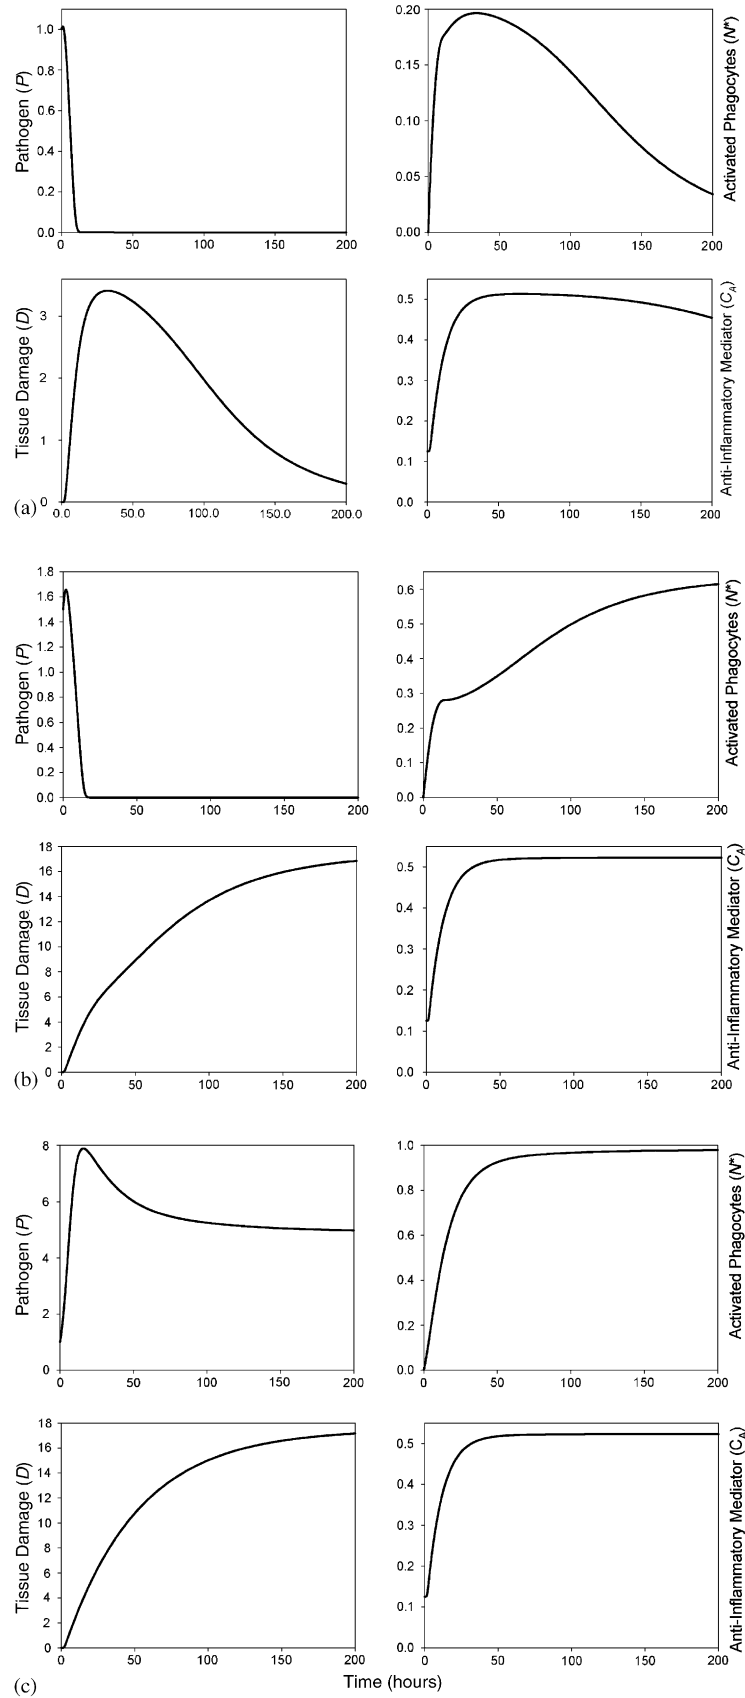 1.0
0.8
0.6
0.4
0.2
0.0
0 50 100 150 200
Pathogen (P)
0.20
0.15
0.10
0.05
0.00
0 50 100 150 200
Activated Phagocytes (N*)
3
2
1
0
0.0 50.0 100.0 150.0 200.0
Tissue Damage (D)
(a)
0.5
0.4
0.3
0.2
0.1
0.0
0 50 100 150 200
Anti-Inflammatory Mediator (C_A)
1.8
1.6
1.4
1.2
1.0
0.8
0.6
0.4
0.2
0.0
0 50 100 150 200
Pathogen (P)
0.6
0.5
0.4
0.3
0.2
0.1
0.0
0 50 100 150 200
Activated Phagocytes (N*)
18
16
14
12
10
8
6
4
2
0
0 50 100 150 200
Tissue Damage (D)
(b)
0.5
0.4
0.3
0.2
0.1
0.0
0 50 100 150 200
Anti-Inflammatory Mediator (C_A)
8
6
4
2
0
0 50 100 150 200
Pathogen (P)
1.0
0.8
0.6
0.4
0.2
0.0
0 50 100 150 200
Activated Phagocytes (N*)
18
16
14
12
10
8
6
4
2
0
0 50 100 150 200
Tissue Damage (D)
0.5
0.4
0.3
0.2
0.1
0.0
0 50 100 150 200
Anti-Inflammatory Mediator (C_A)
Time (hours)
(c)